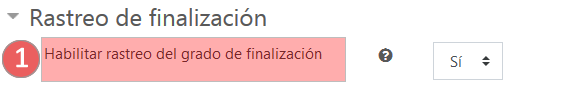 Rastreo de finalización
1 Habilitar rastreo del grado de finalización ? Sí